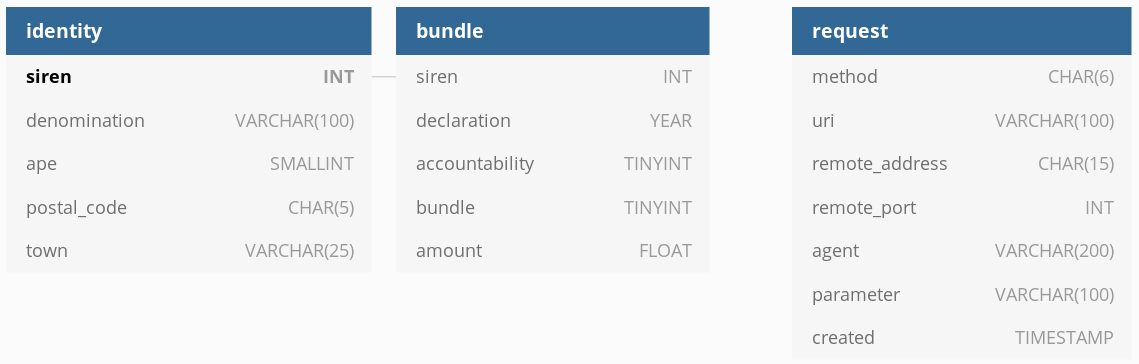 identity
siren INT
denomination VARCHAR(100)
ape SMALLINT
postal_code CHAR(5)
town VARCHAR(25)
bundle
siren INT
declaration YEAR
accountability TINYINT
bundle TINYINT
amount FLOAT
request
method CHAR(6)
uri VARCHAR(100)
remote_address CHAR(15)
remote_port INT
agent VARCHAR(200)
parameter VARCHAR(100)
created TIMESTAMP